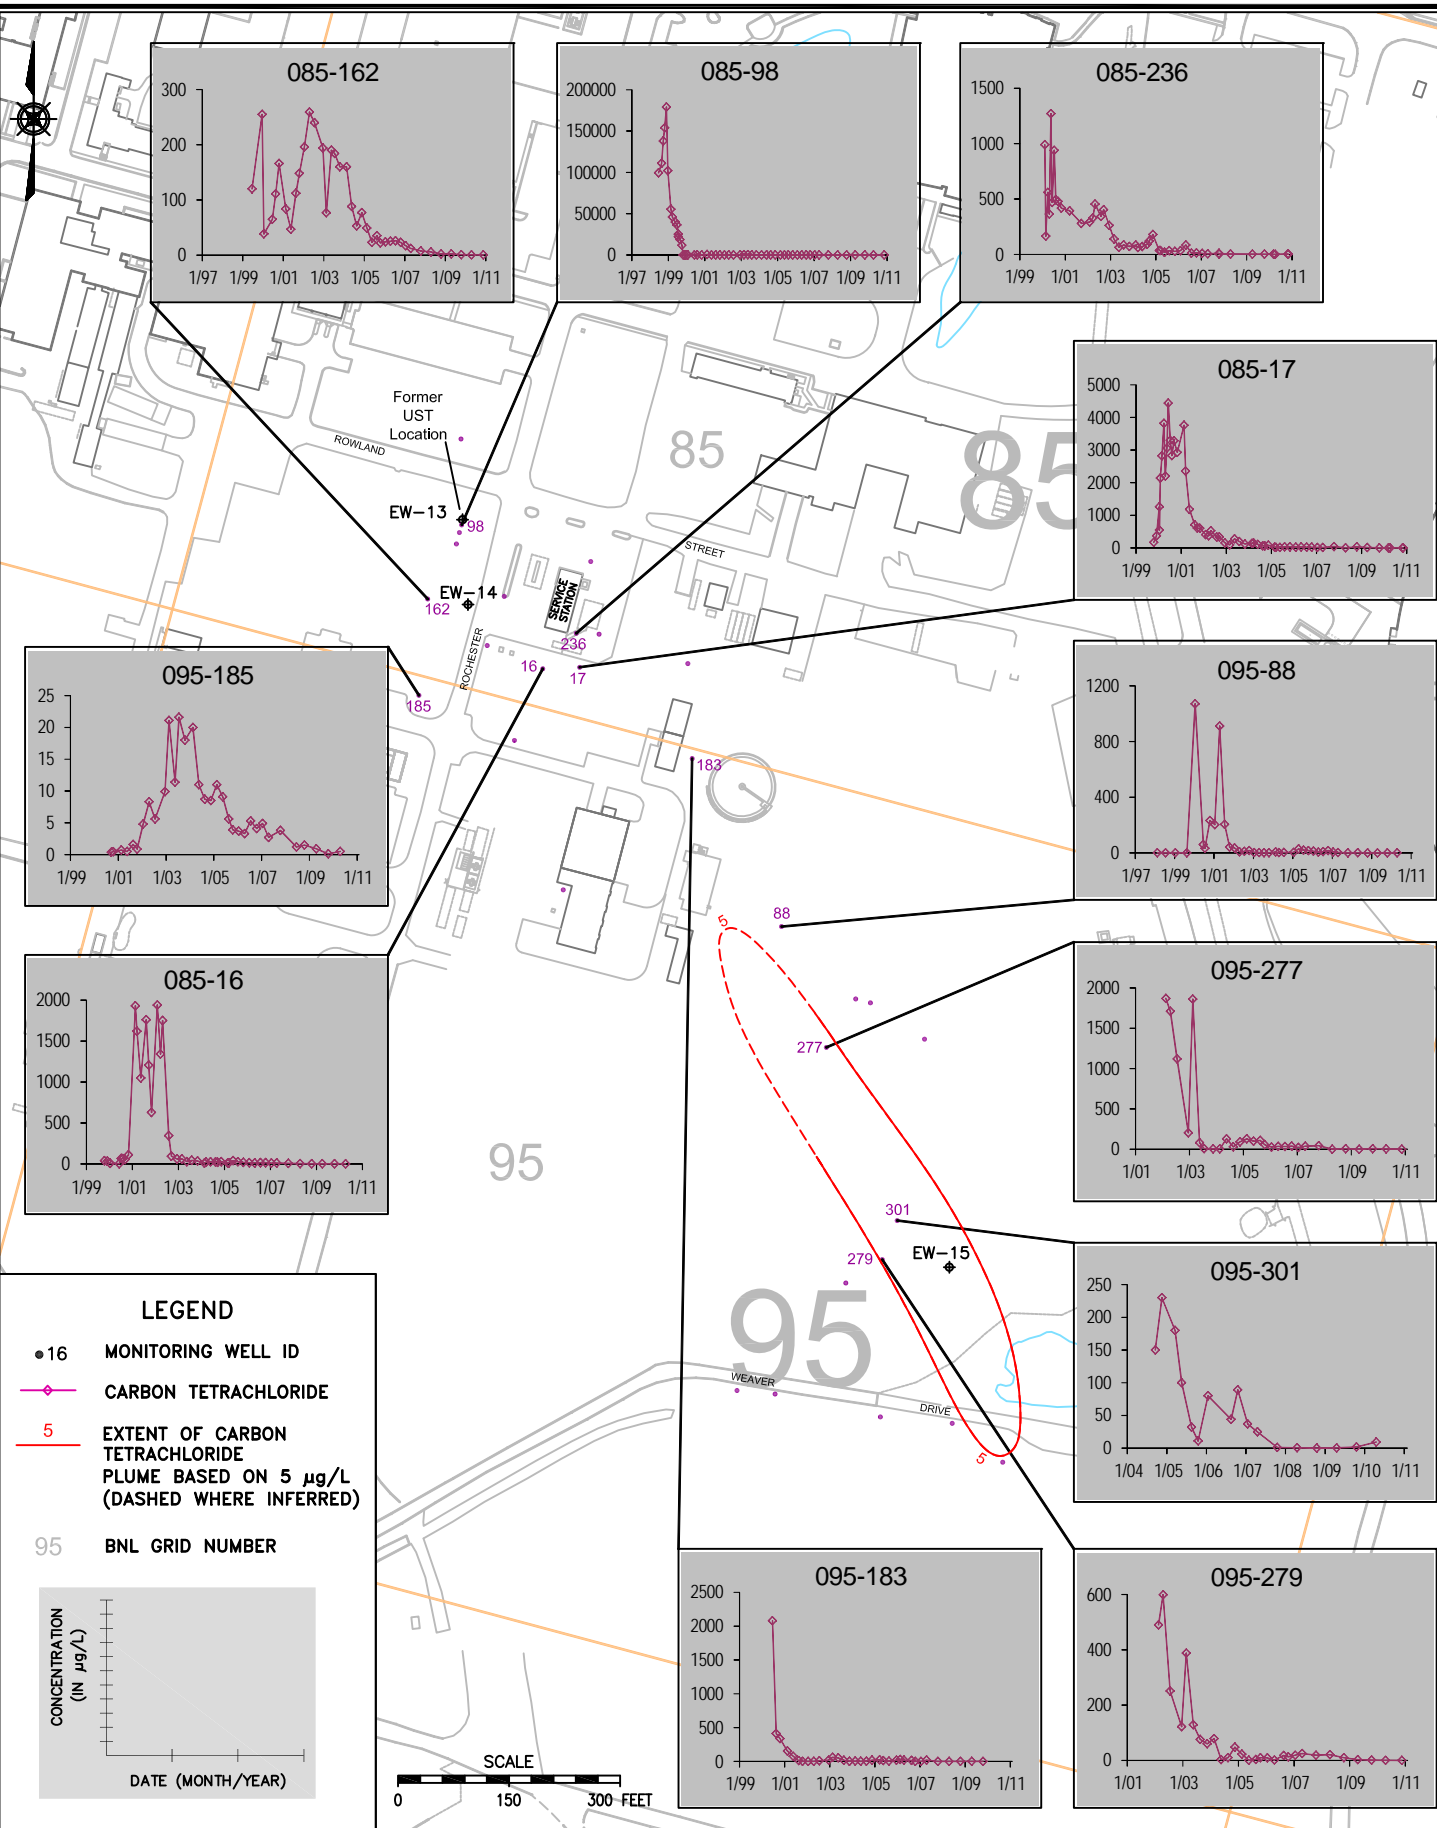 085-162
300
200
100
0
1/97 1/99 1/01 1/03 1/05 1/07 1/09 1/11
085-98
200000
150000
100000
50000
0
1/97 1/99 1/01 1/03 1/05 1/07 1/09 1/11
085-236
1500
1000
500
0
1/99 1/01 1/03 1/05 1/07 1/09 1/11
085-17
5000
4000
3000
2000
1000
0
1/99 1/01 1/03 1/05 1/07 1/09 1/11
Former
UST
Location
ROWLAND
85
85
EW-13
98
STREET
EW-14
162
SERVICE
STATION
236
ROCHESTER
16
17
185
183
095-185
25
20
15
10
5
0
1/99 1/01 1/03 1/05 1/07 1/09 1/11
095-88
1200
800
400
0
1/97 1/99 1/01 1/03 1/05 1/07 1/09 1/11
88
5
085-16
2000
1500
1000
500
0
1/99 1/01 1/03 1/05 1/07 1/09 1/11
095-277
2000
1500
1000
500
0
1/01 1/03 1/05 1/07 1/09 1/11
277
95
301
279
EW-15
95
WEAVER
DRIVE
5
095-301
250
200
150
100
50
0
1/04 1/05 1/06 1/07 1/08 1/09 1/10 1/11
LEGEND
16 MONITORING WELL ID
CARBON TETRACHLORIDE
5 EXTENT OF CARBON
TETRACHLORIDE
PLUME BASED ON 5 µg/L
(DASHED WHERE INFERRED)
95 BNL GRID NUMBER
CONCENTRATION
(IN µg/L)
DATE (MONTH/YEAR)
SCALE
0 150 300 FEET
095-183
2500
2000
1500
1000
500
0
1/99 1/01 1/03 1/05 1/07 1/09 1/11
095-279
600
400
200
0
1/01 1/03 1/05 1/07 1/09 1/11